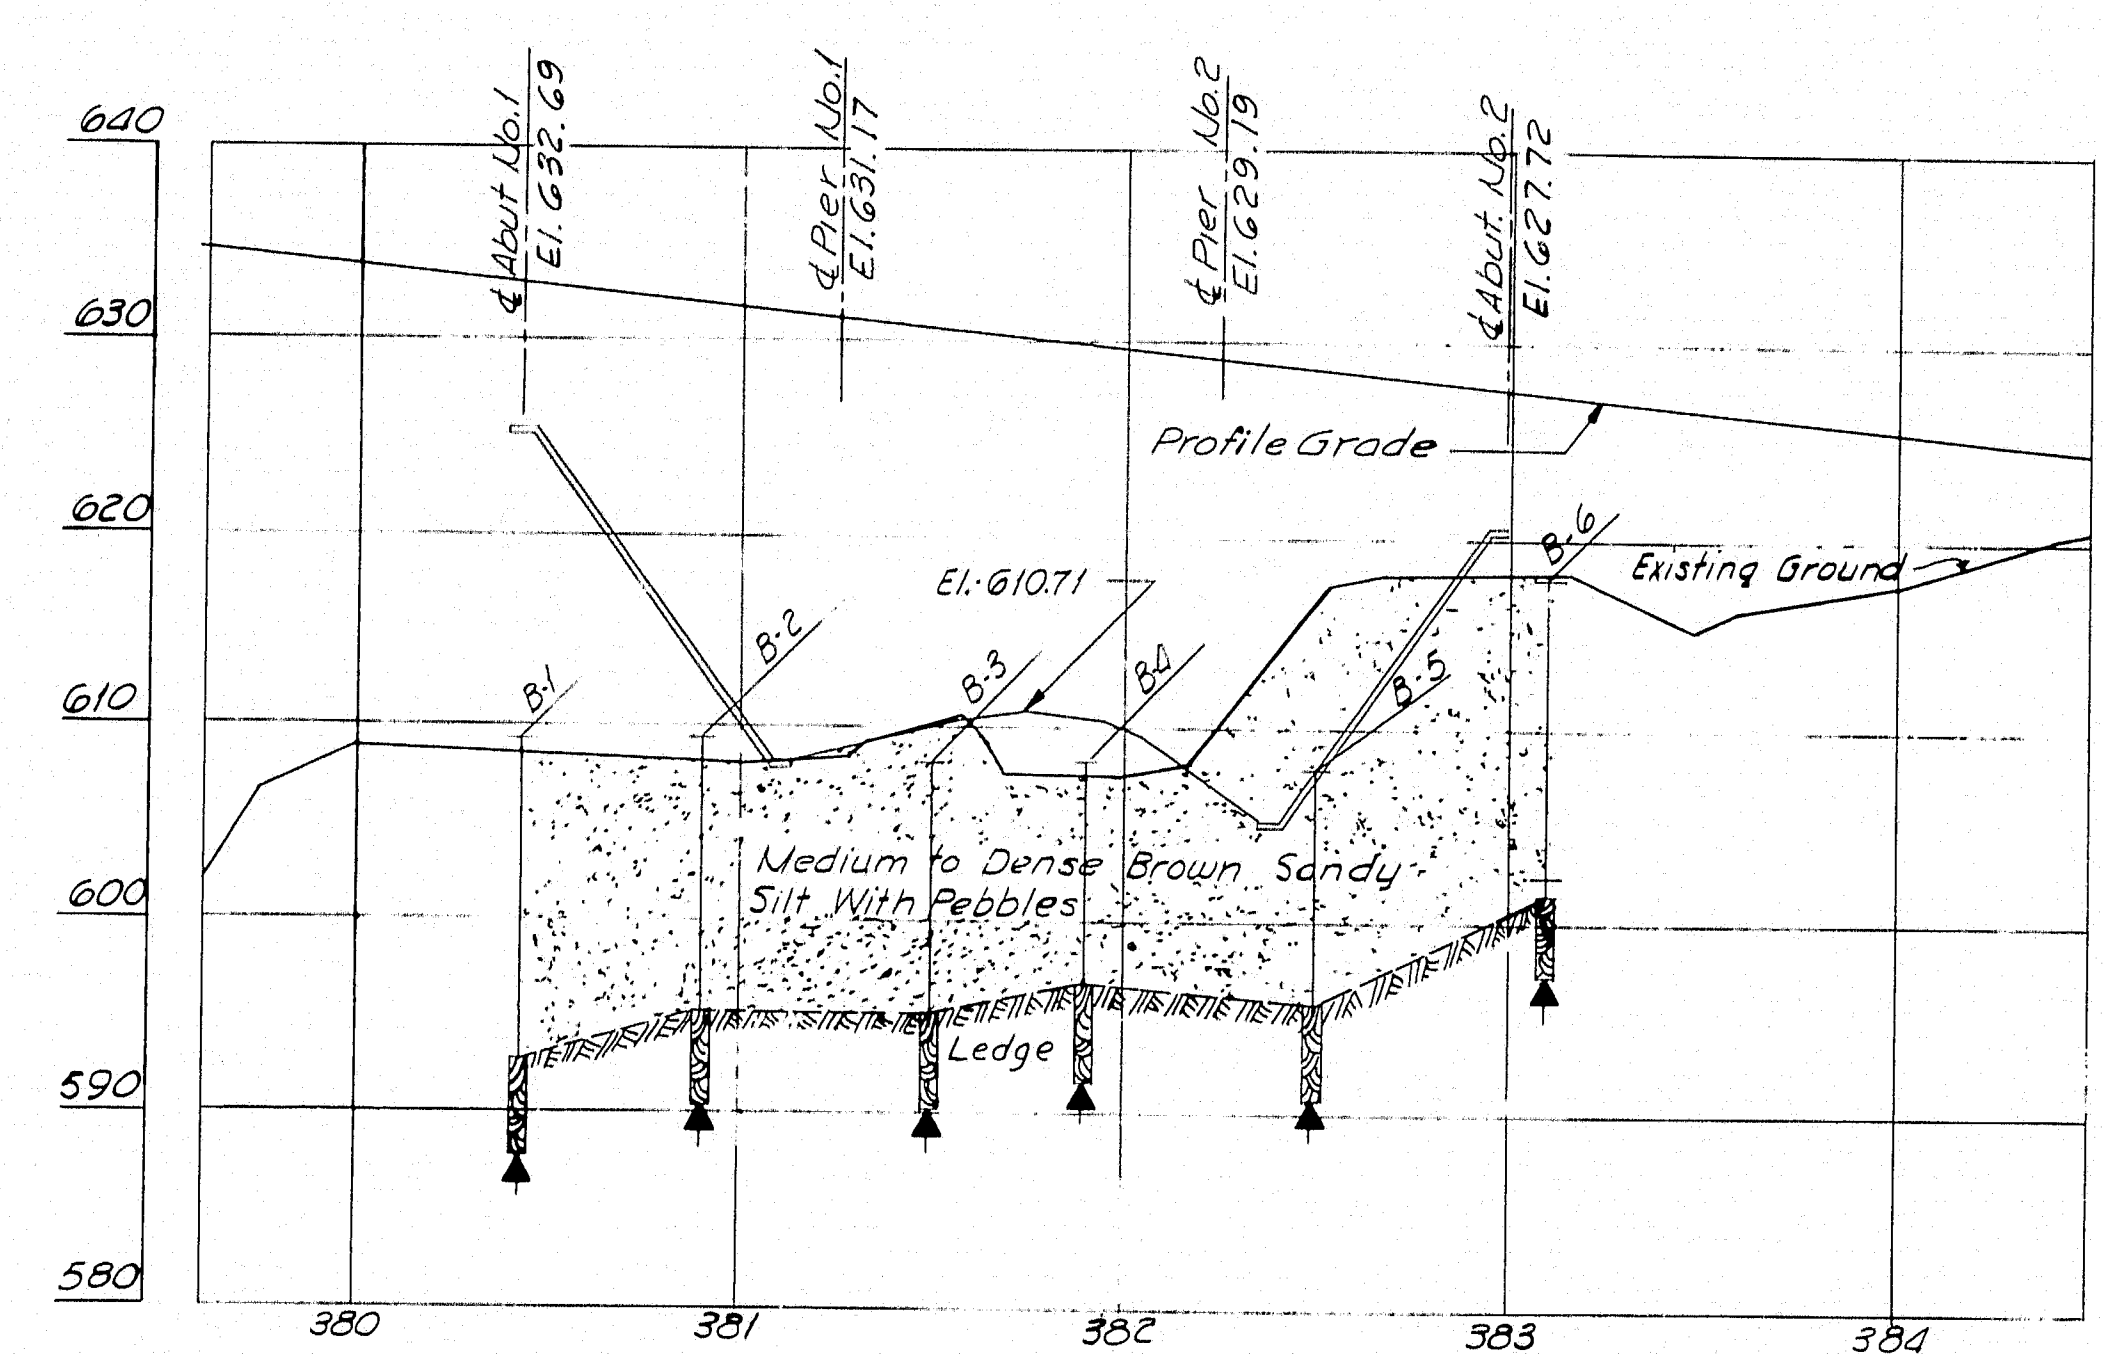 ℄ Abut No.1
El. 632.69
℄ Pier No.1
El. 631.17
℄ Pier No.2
El. 629.19
℄ Abut. No.2
El. 627.72
640
630
620
610
600
590
580
Profile Grade
Existing Ground
El. 610.71
B-1
B-2
B-3
B-4
B-5
B-6
Medium to Dense Brown Sandy
Silt With Pebbles
Ledge
380
381
382
383
384